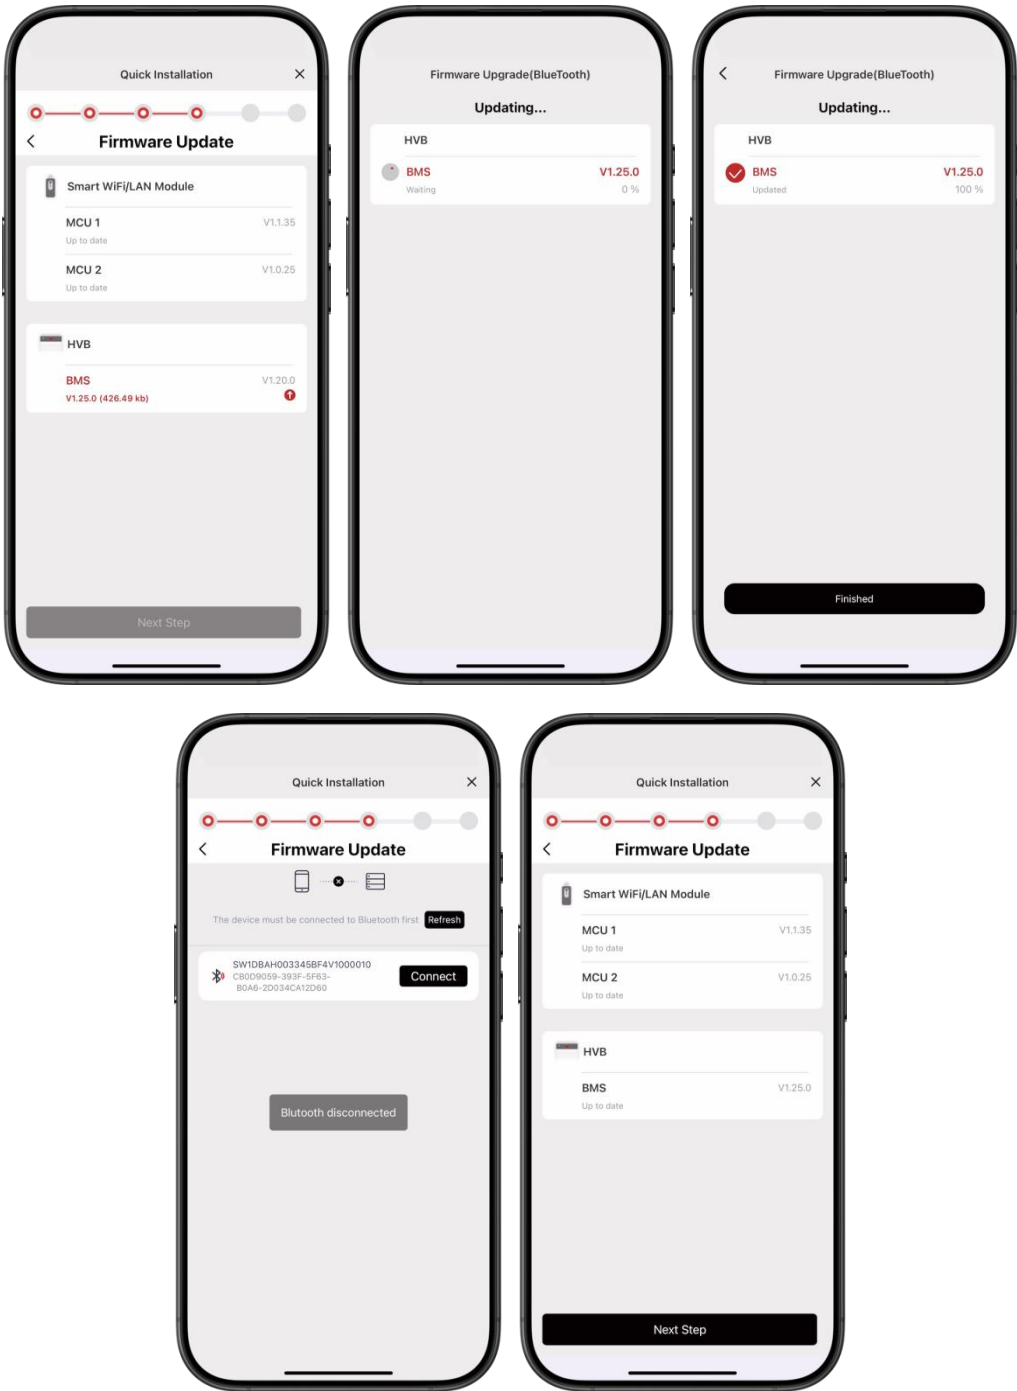 Quick Installation
Firmware Update
Smart WiFi/LAN Module
MCU 1 V1.1.35
Up to date
MCU 2 V1.0.25
Up to date
HVB
BMS V1.20.0
V1.25.0 (426.49 kb)
Next Step
Firmware Upgrade(BlueTooth)
Updating...
HVB
BMS V1.25.0
Waiting 0 %
Firmware Upgrade(BlueTooth)
Updating...
HVB
BMS V1.25.0
Updated 100 %
Finished
Quick Installation
Firmware Update
The device must be connected to Bluetooth first Refresh
SW1DBAH003345BF4V1000010
CB0D9059-393F-5F63-
B0A6-2D034CA12D60
Connect
Blutooth disconnected
Quick Installation
Firmware Update
Smart WiFi/LAN Module
MCU 1 V1.1.35
Up to date
MCU 2 V1.0.25
Up to date
HVB
BMS V1.25.0
Up to date
Next Step